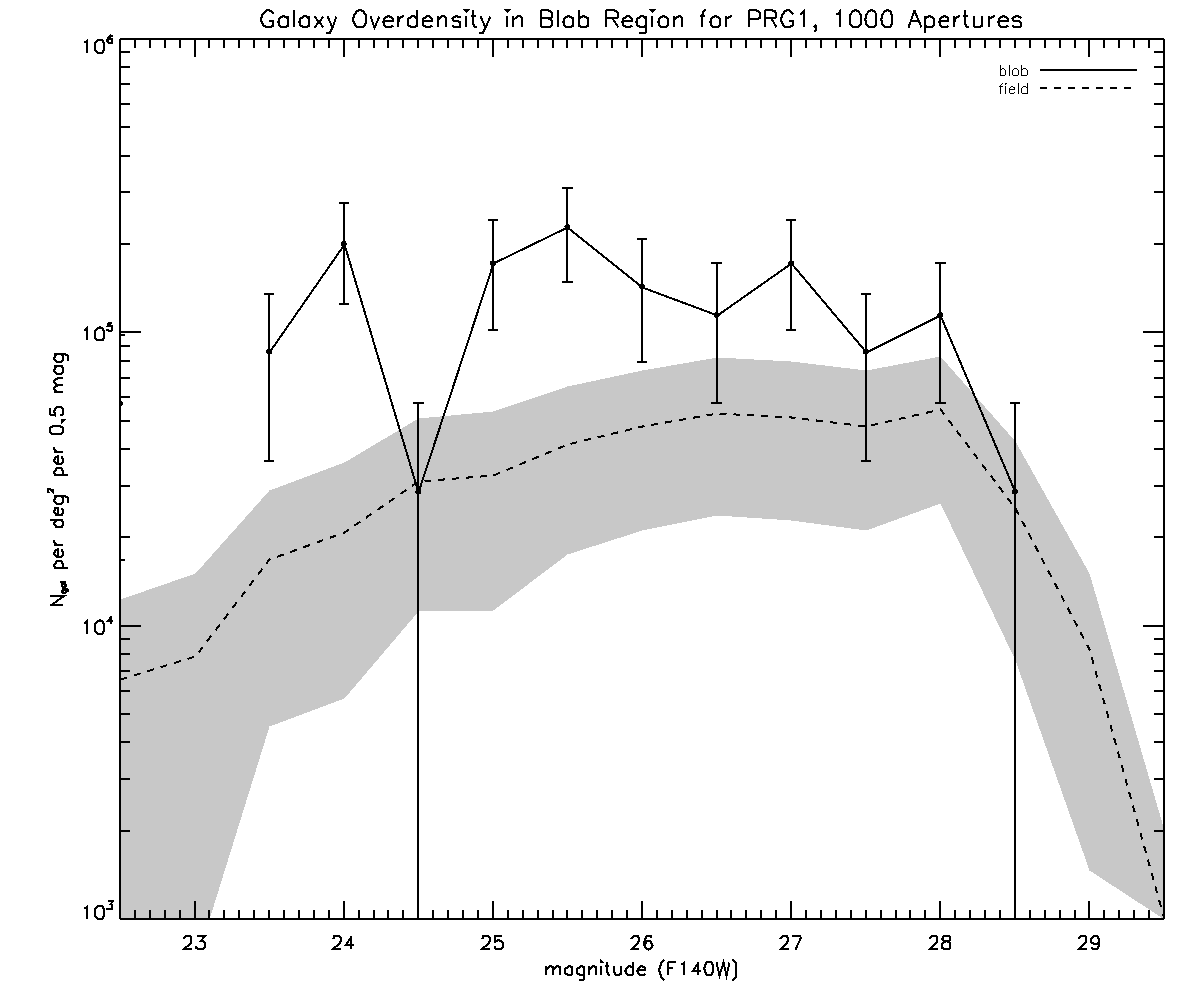 Galaxy Overdensity in Blob Region for PRG1, 1000 Apertures
blob
field
10⁶
10⁵
10⁴
10³
N_gal per deg² per 0.5 mag
23 24 25 26 27 28 29
magnitude (F140W)